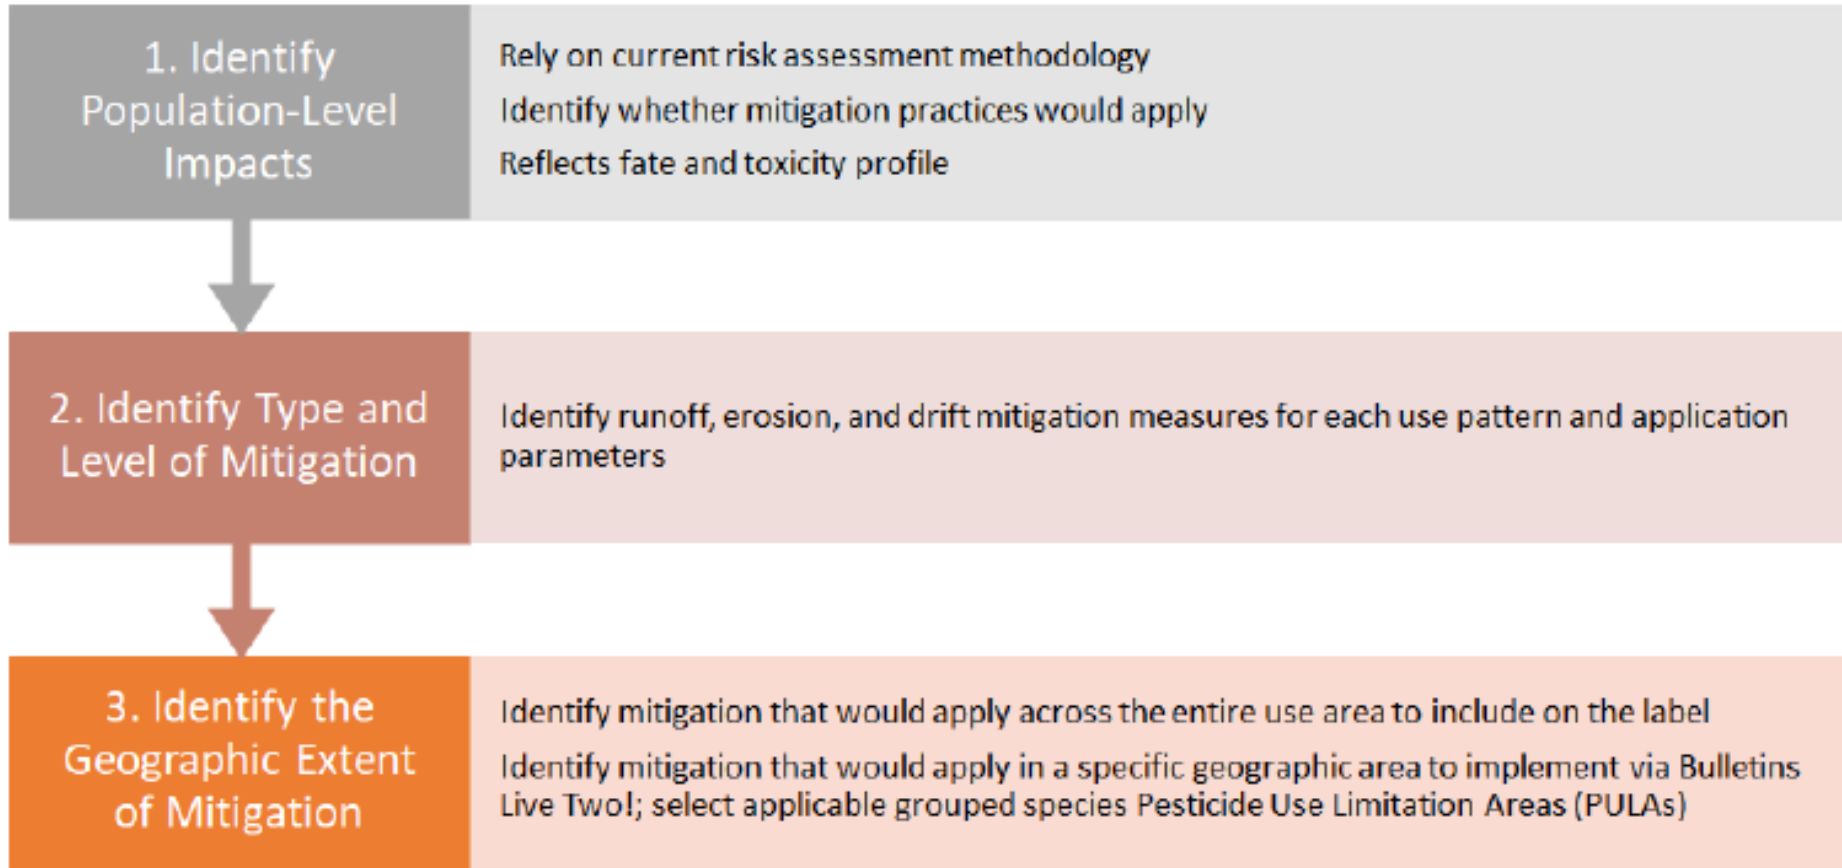 1. Identify
Population-Level
Impacts
Rely on current risk assessment methodology
Identify whether mitigation practices would apply
Reflects fate and toxicity profile
2. Identify Type and
Level of Mitigation
Identify runoff, erosion, and drift mitigation measures for each use pattern and application
parameters
3. Identify the
Geographic Extent
of Mitigation
Identify mitigation that would apply across the entire use area to include on the label
Identify mitigation that would apply in a specific geographic area to implement via Bulletins
Live Two!; select applicable grouped species Pesticide Use Limitation Areas (PULAs)